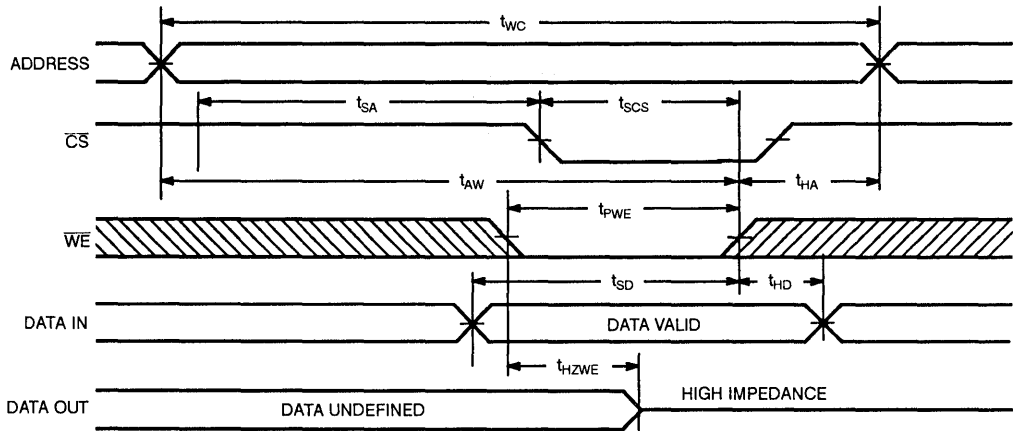 tWC
ADDRESS
tSA
tSCS
CS
tAW
tHA
tPWE
WE
tSD
tHD
DATA IN
DATA VALID
tHZWE
DATA OUT
DATA UNDEFINED
HIGH IMPEDANCE